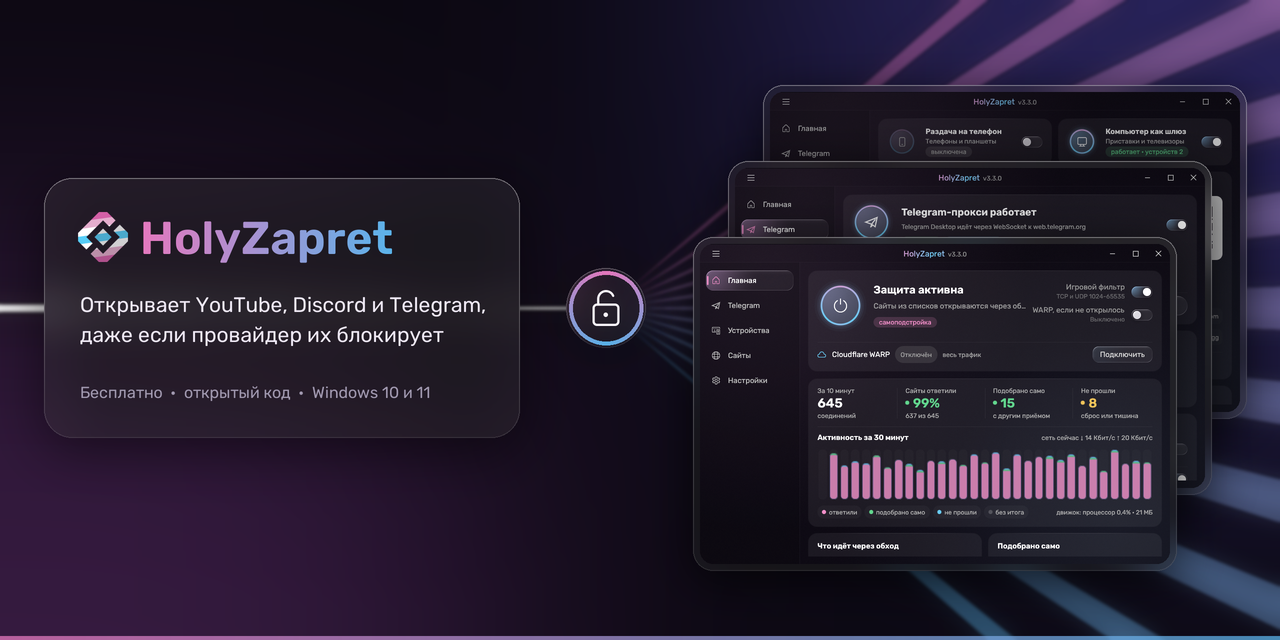 HolyZapret
Открывает YouTube, Discord и Telegram,
даже если провайдер их блокирует
Бесплатно • открытый код • Windows 10 и 11
HolyZapret v3.3.0
Главная
Telegram
Раздача на телефон
Телефоны и планшеты
выключена
Компьютер как шлюз
Приставки и телевизоры
работает • устройств 2
HolyZapret v3.3.0
Главная
Telegram
Telegram-прокси работает
Telegram Desktop идёт через WebSocket к web.telegram.org
HolyZapret v3.3.0
Главная
Telegram
Устройства
Сайты
Настройки
Защита активна
Сайты из списков открываются через об...
самоподстройка
Игровой фильтр
TCP и UDP 1024–65535
WARP, если не открылось
Выключено
Cloudflare WARP Отключён весь трафик Подключить
За 10 минут
645
соединений
Сайты ответили
99%
637 из 645
Подобрано само
15
с другим приёмом
Не прошли
8
сброс или тишина
Активность за 30 минут сеть сейчас ↓ 14 Кбит/с ↑ 20 Кбит/с
ответили подобрано само не прошли без итога движок: процессор 0,4% • 21 МБ
Что идёт через обход Подобрано само